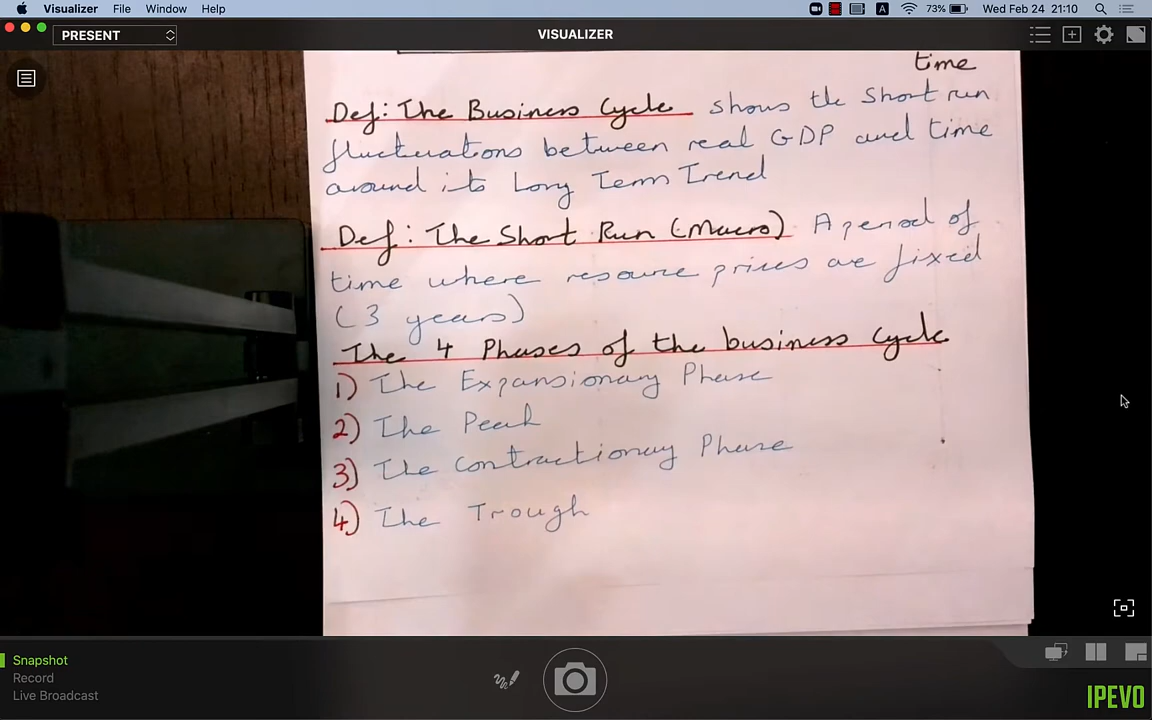 Visualizer File Edit Window Help 73% Wed Feb 24 21:10
PRESENT
VISUALIZER
time
Def: The Business Cycle shows the short run
fluctuations between real GDP and time
around its Long Term Trend
Def: The Short Run (Macro) A period of
time where resource prices are fixed
(3 years)
The 4 Phases of the business cycle
1) The Expansionary Phase
2) The Peak
3) The Contractionary Phase
4) The Trough
Snapshot
Record
Live Broadcast
IPEVO